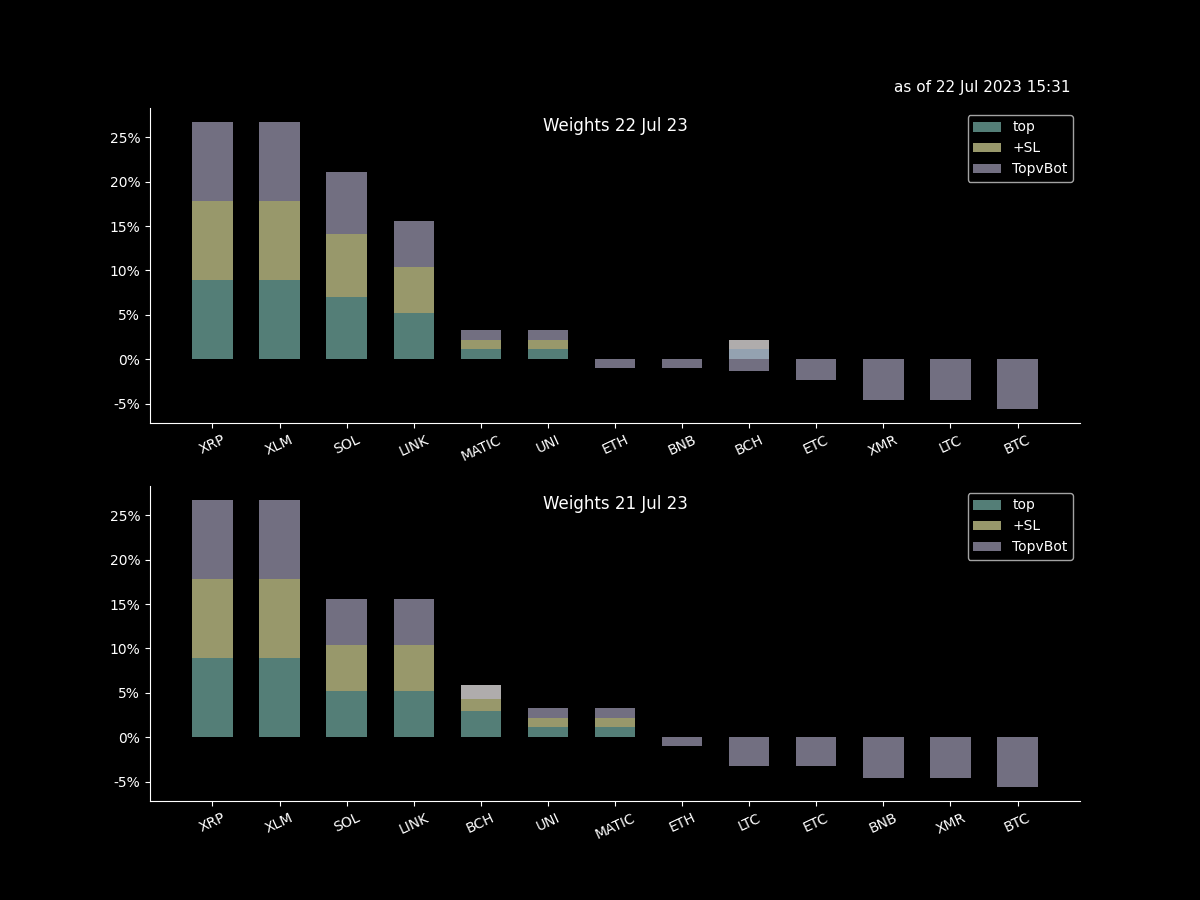 as of 22 Jul 2023 15:31
Weights 22 Jul 23
top
+SL
TopvBot
25%
20%
15%
10%
5%
0%
-5%
XRP XLM SOL LINK MATIC UNI ETH BNB BCH ETC XMR LTC BTC
Weights 21 Jul 23
top
+SL
TopvBot
25%
20%
15%
10%
5%
0%
-5%
XRP XLM SOL LINK BCH UNI MATIC ETH LTC ETC BNB XMR BTC